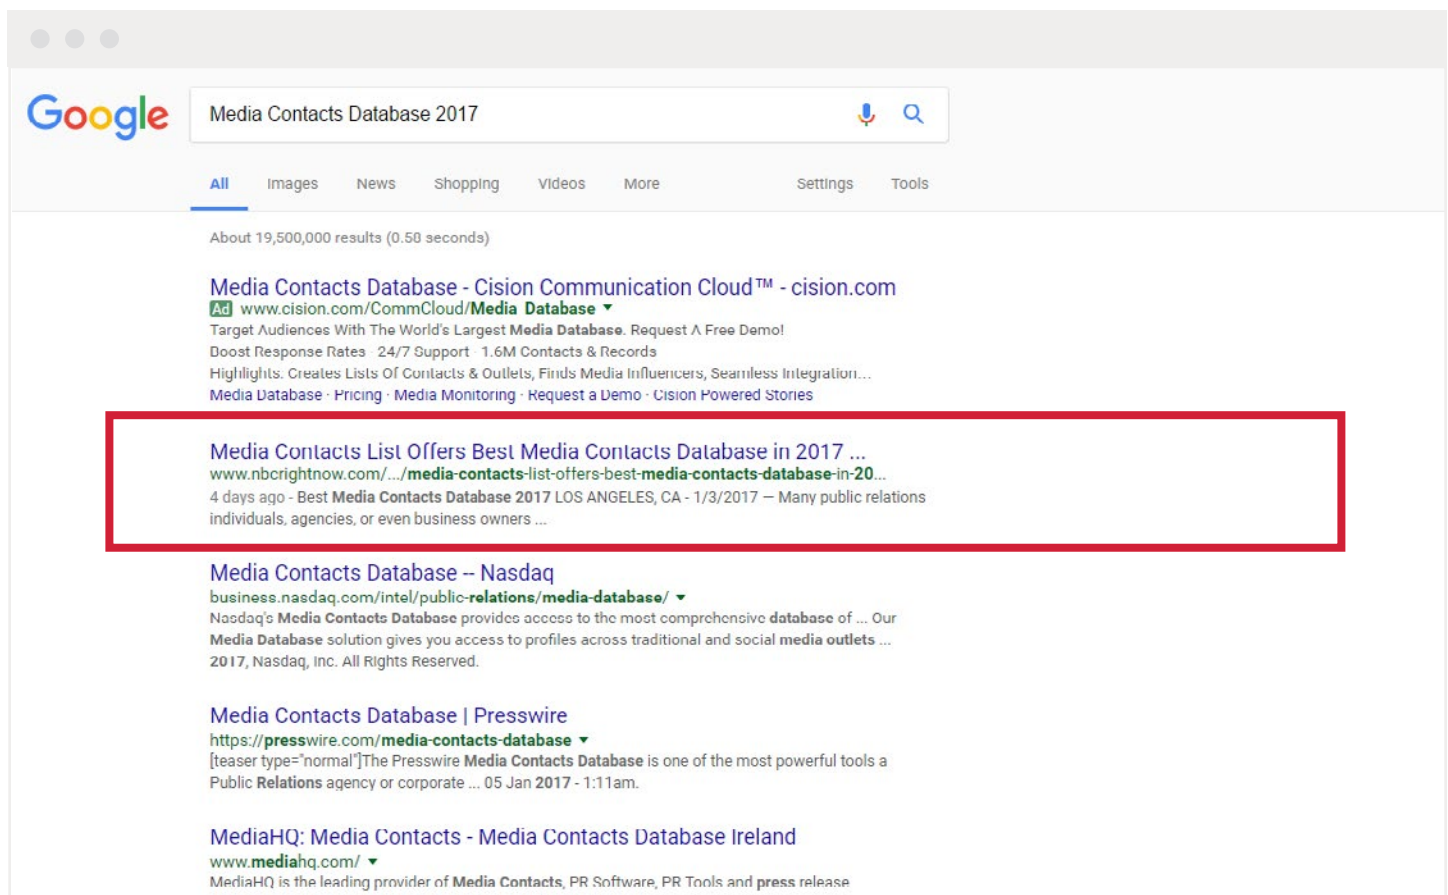 Google
Media Contacts Database 2017
All Images News Shopping Videos More Settings Tools
About 19,500,000 results (0.58 seconds)
Media Contacts Database - Cision Communication Cloud™ - cision.com
Ad www.cision.com/CommCloud/Media Database
Target Audiences With The World's Largest Media Database. Request A Free Demo!
Boost Response Rates · 24/7 Support · 1.6M Contacts & Records
Highlights: Creates Lists Of Contacts & Outlets, Finds Media Influencers, Seamless Integration...
Media Database · Pricing · Media Monitoring · Request a Demo · Cision Powered Stories
Media Contacts List Offers Best Media Contacts Database in 2017 ...
www.nbcrightnow.com/.../media-contacts-list-offers-best-media-contacts-database-in-20...
4 days ago - Best Media Contacts Database 2017 LOS ANGELES, CA - 1/3/2017 — Many public relations
individuals, agencies, or even business owners ...
Media Contacts Database -- Nasdaq
business.nasdaq.com/intel/public-relations/media-database/
Nasdaq's Media Contacts Database provides access to the most comprehensive database of ... Our
Media Database solution gives you access to profiles across traditional and social media outlets ...
2017, Nasdaq, Inc. All Rights Reserved.
Media Contacts Database | Presswire
https://presswire.com/media-contacts-database
[teaser type="normal"]The Presswire Media Contacts Database is one of the most powerful tools a
Public Relations agency or corporate ... 05 Jan 2017 - 1:11am.
MediaHQ: Media Contacts - Media Contacts Database Ireland
www.mediahq.com/
MediaHQ is the leading provider of Media Contacts, PR Software, PR Tools and press release